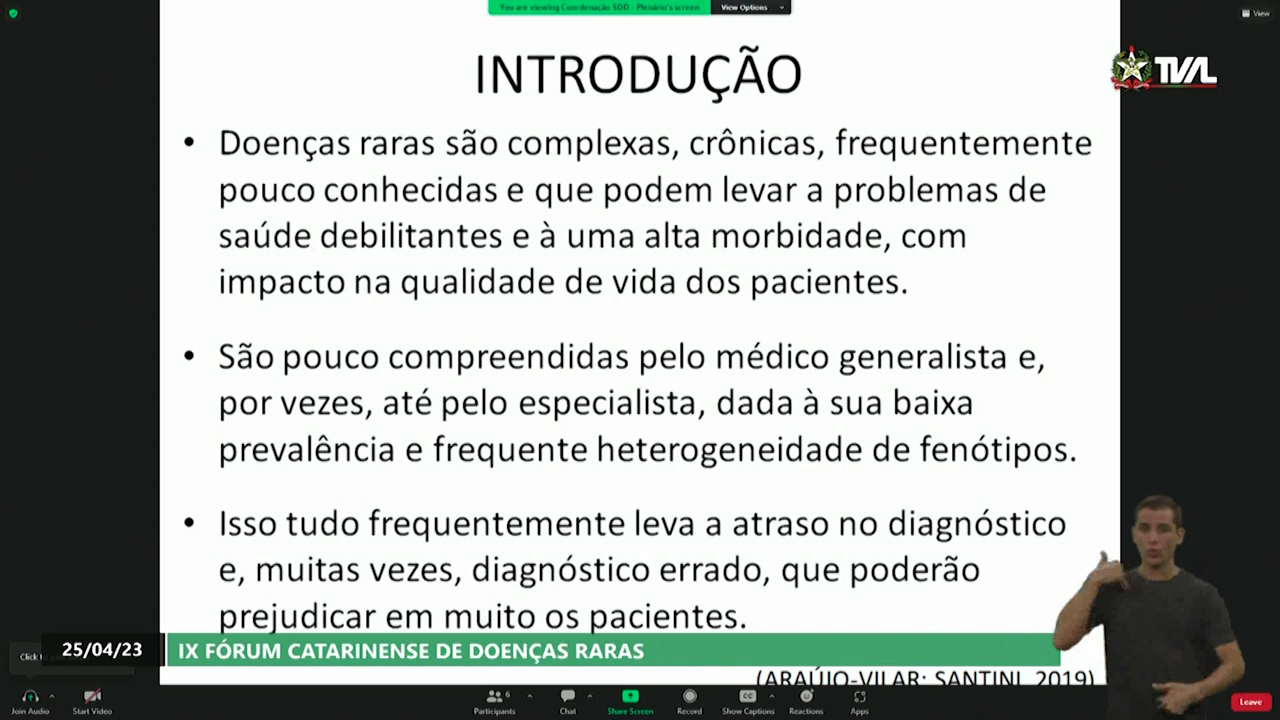 You are viewing Coordenação SDD - Plenário's screen
View Options
View
TVAL
INTRODUÇÃO
• Doenças raras são complexas, crônicas, frequentemente
pouco conhecidas e que podem levar a problemas de
saúde debilitantes e à uma alta morbidade, com
impacto na qualidade de vida dos pacientes.
• São pouco compreendidas pelo médico generalista e,
por vezes, até pelo especialista, dada à sua baixa
prevalência e frequente heterogeneidade de fenótipos.
• Isso tudo frequentemente leva a atraso no diagnóstico
e, muitas vezes, diagnóstico errado, que poderão
prejudicar em muito os pacientes.
25/04/23
IX FÓRUM CATARINENSE DE DOENÇAS RARAS
Click
(ARAÚJO-VILAR; SANTINI, 2019)
Join Audio
Start Video
Participants
6
Chat
Share Screen
Record
CC
Show Captions
Reactions
Apps
Leave